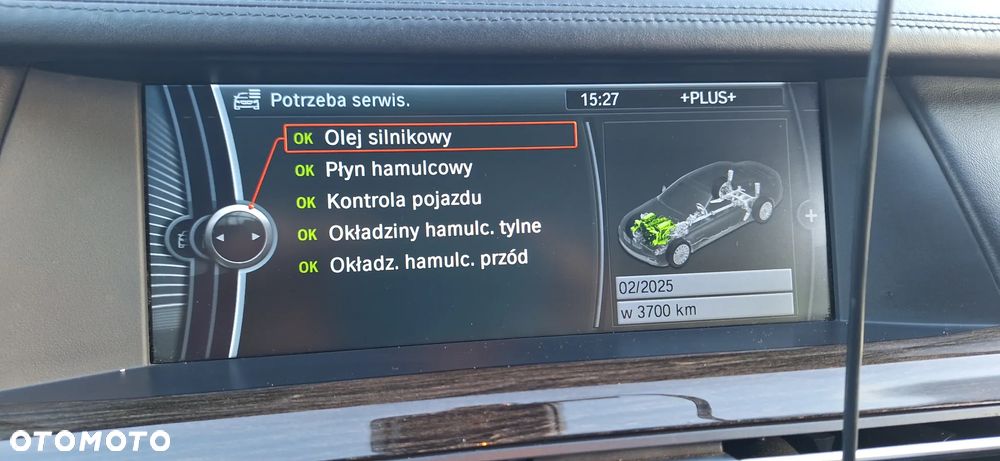 Potrzeba serwis.
15:27
+PLUS+
OK Olej silnikowy
OK Płyn hamulcowy
OK Kontrola pojazdu
OK Okładziny hamulc. tylne
OK Okładz. hamulc. przód
02/2025
w 3700 km
OTOMOTO